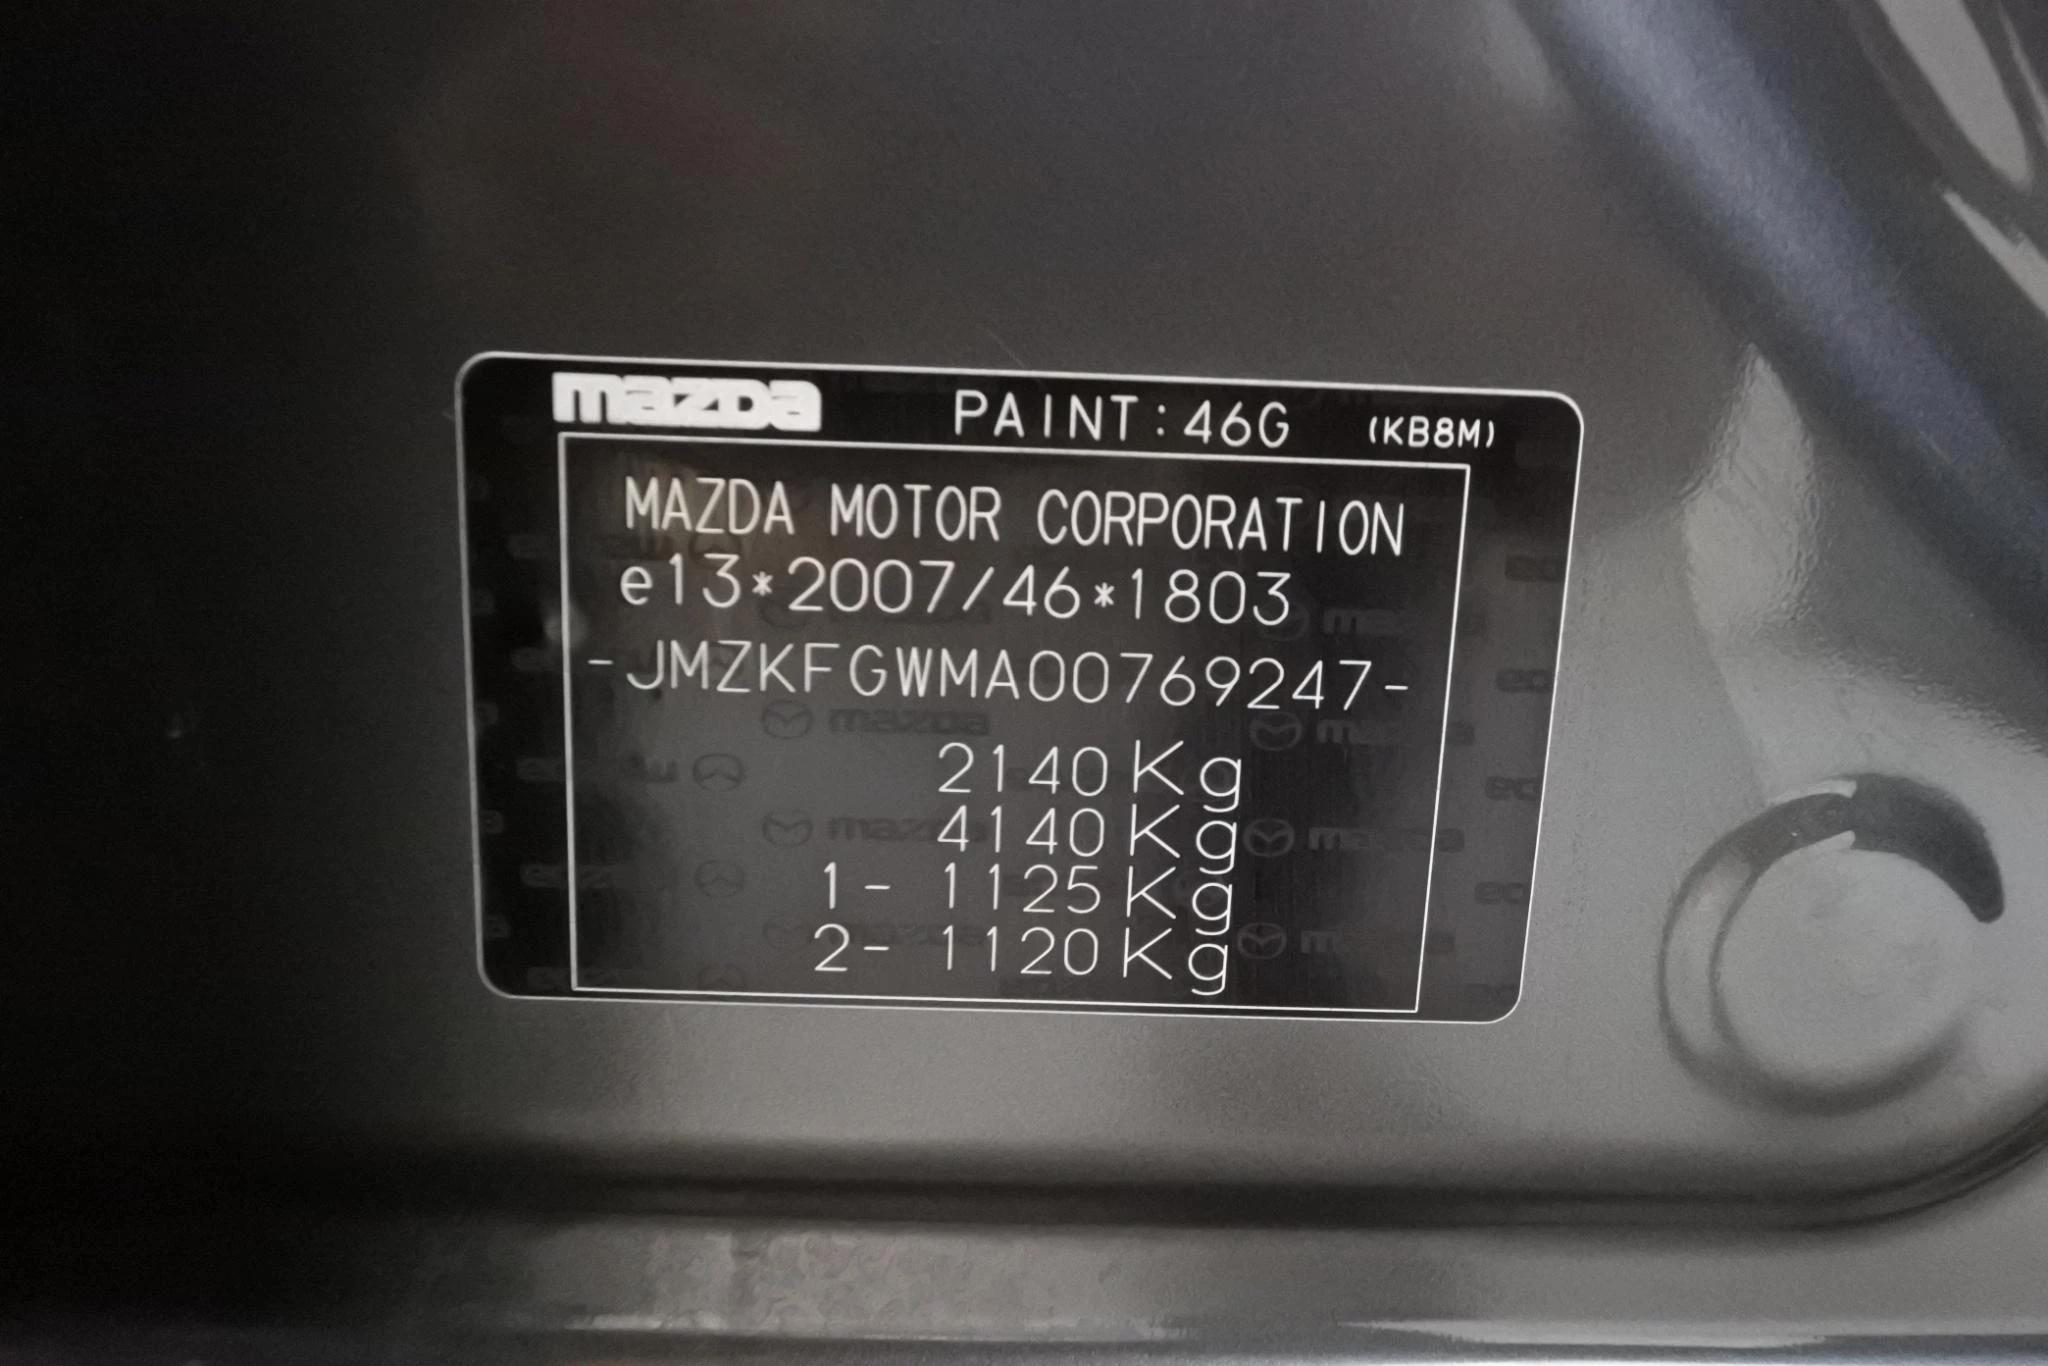 mazda PAINT:46G (KB8M)
MAZDA MOTOR CORPORATION
e13*2007/46*1803
-JMZKFGWMA00769247-
2140Kg
4140Kg
1- 1125Kg
2- 1120Kg